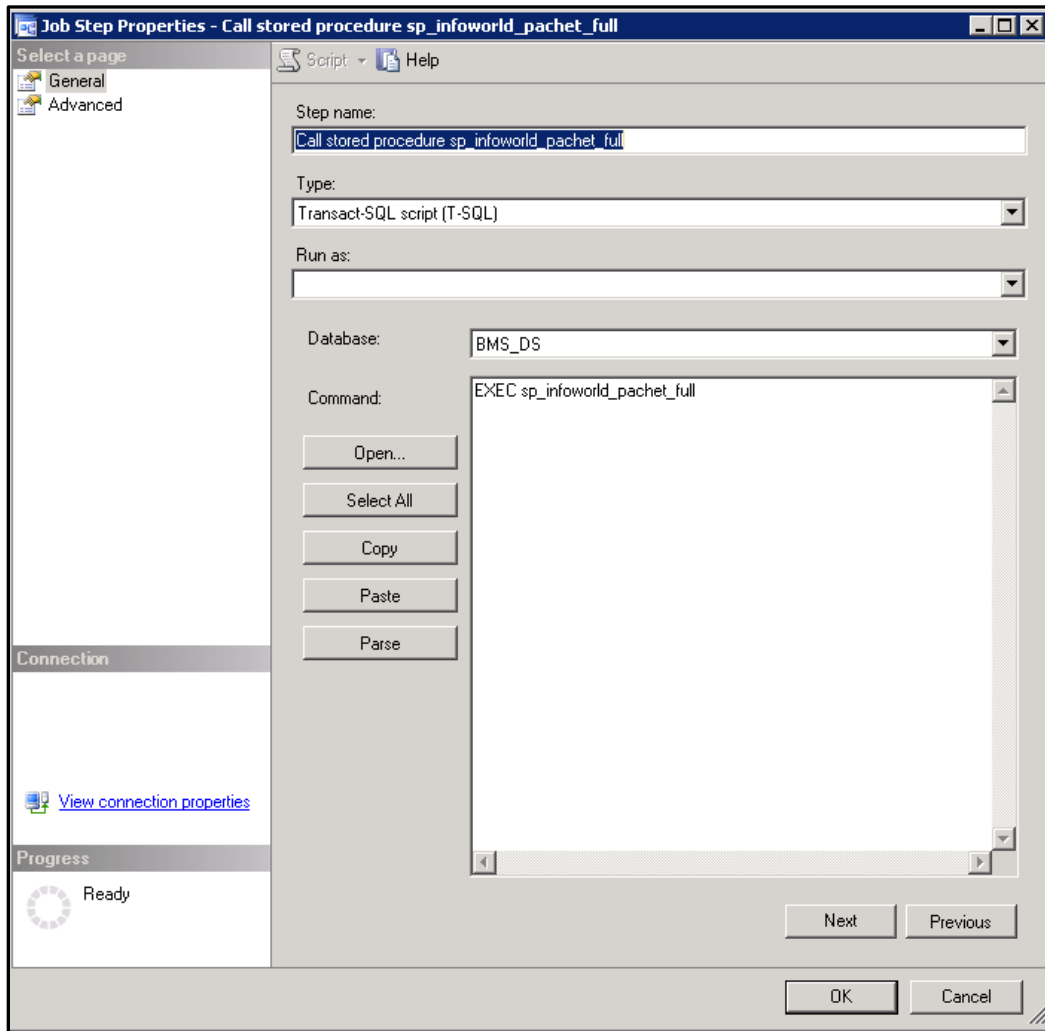 Job Step Properties - Call stored procedure sp_infoworld_pachet_full
Select a page
General
Advanced
Script
Help
Step name:
Call stored procedure sp_infoworld_pachet_full
Type:
Transact-SQL script (T-SQL)
Run as:
Database:
BMS_DS
Command:
EXEC sp_infoworld_pachet_full
Open...
Select All
Copy
Paste
Parse
Connection
View connection properties
Progress
Ready
Next
Previous
OK
Cancel